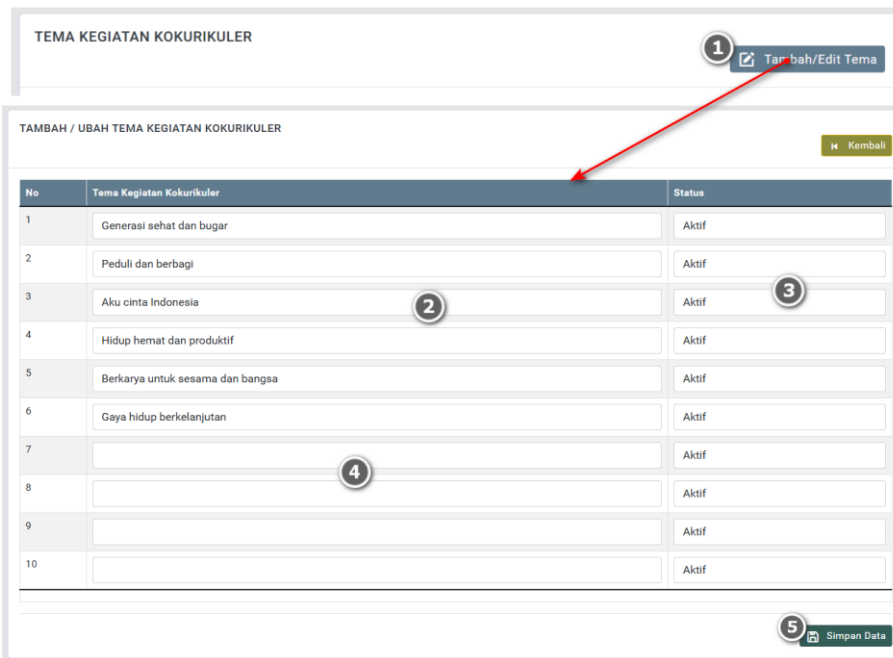 TEMA KEGIATAN KOKURIKULER
1 Tambah/Edit Tema
TAMBAH / UBAH TEMA KEGIATAN KOKURIKULER
Kembali
No Tema Kegiatan Kokurikuler Status
1 Generasi sehat dan bugar Aktif
2 Peduli dan berbagi Aktif
3 Aku cinta Indonesia 2 Aktif 3
4 Hidup hemat dan produktif Aktif
5 Berkarya untuk sesama dan bangsa Aktif
6 Gaya hidup berkelanjutan Aktif
7 4 Aktif
8 Aktif
9 Aktif
10 Aktif
5 Simpan Data